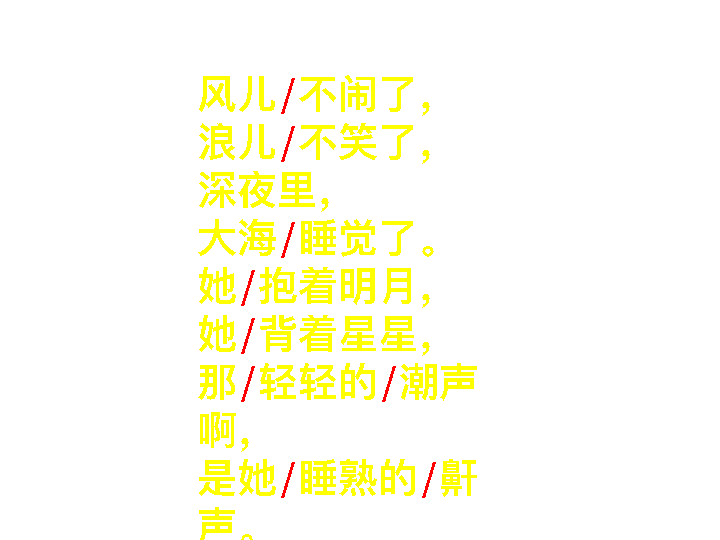 风儿/不闹了，
浪儿/不笑了，
深夜里，
大海/睡觉了。
她/抱着明月，
她/背着星星，
那/轻轻的/潮声
啊，
是她/睡熟的/鼾
声。